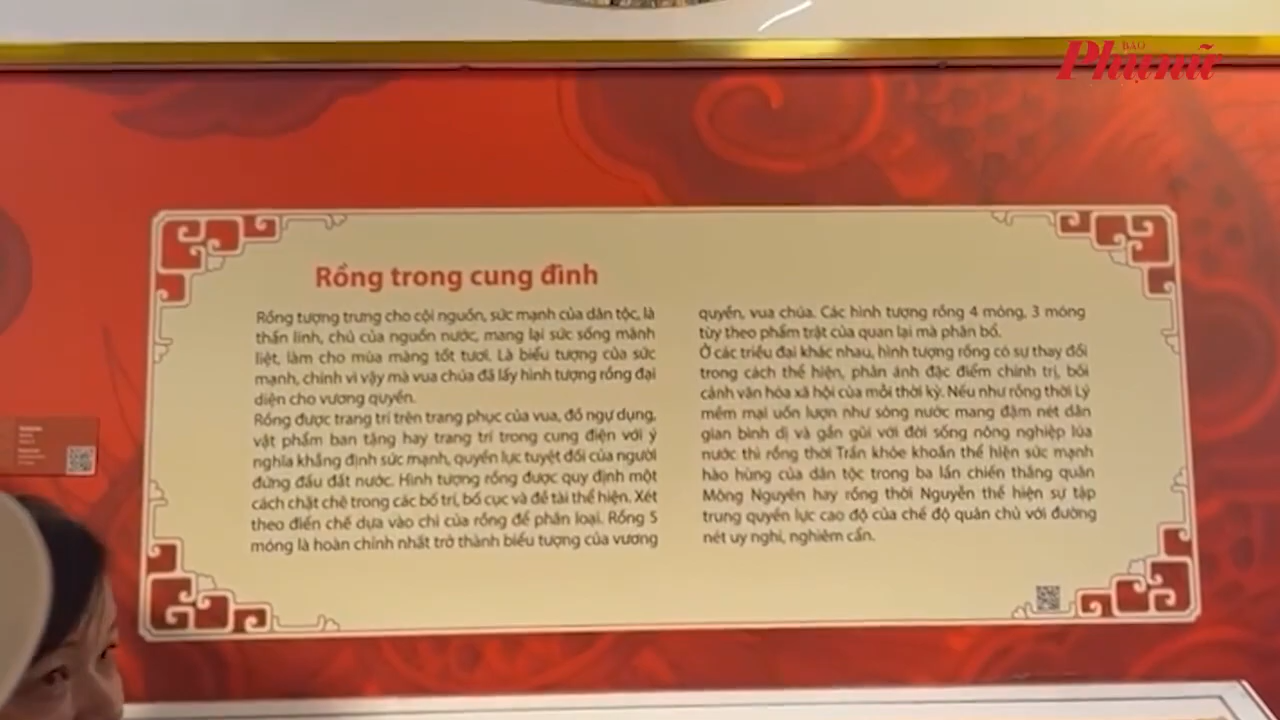 BÁO
Phụ nữ
Rồng trong cung đình
Rồng tượng trưng cho cội nguồn, sức mạnh của dân tộc, là
thần linh, chủ của nguồn nước, mang lại sức sống mãnh
liệt, làm cho mùa màng tốt tươi. Là biểu tượng của sức
mạnh, chính vì vậy mà vua chúa đã lấy hình tượng rồng đại
diện cho vương quyền.
Rồng được trang trí trên trang phục của vua, đồ ngự dụng,
vật phẩm ban tặng hay trang trí trong cung điện với ý
nghĩa khẳng định sức mạnh, quyền lực tuyệt đối của người
đứng đầu đất nước. Hình tượng rồng được quy định một
cách chặt chẽ trong các bố trí, bố cục và đề tài thể hiện. Xét
theo điển chế dựa vào chi của rồng để phân loại. Rồng 5
móng là hoàn chỉnh nhất trở thành biểu tượng của vương
quyền, vua chúa. Các hình tượng rồng 4 móng, 3 móng
tùy theo phẩm trật của quan lại mà phân bổ.
Ở các triều đại khác nhau, hình tượng rồng có sự thay đổi
trong cách thể hiện, phản ánh đặc điểm chính trị, bối
cảnh văn hóa xã hội của mỗi thời kỳ. Nếu như rồng thời Lý
mềm mại uốn lượn như sóng nước mang đậm nét dân
gian bình dị và gần gũi với đời sống nông nghiệp lúa
nước thì rồng thời Trần khỏe khoắn thể hiện sức mạnh
hào hùng của dân tộc trong ba lần chiến thắng quân
Mông Nguyên hay rồng thời Nguyễn thể hiện sự tập
trung quyền lực cao độ của chế độ quân chủ với đường
nét uy nghi, nghiêm cẩn.